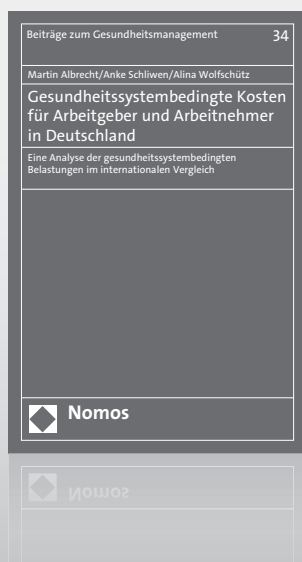 Beiträge zum Gesundheitsmanagement 34
Martin Albrecht/Anke Schliwen/Alina Wolfschütz
Gesundheitssystembedingte Kosten
für Arbeitgeber und Arbeitnehmer
in Deutschland
Eine Analyse der gesundheitssystembedingten
Belastungen im internationalen Vergleich
Nomos